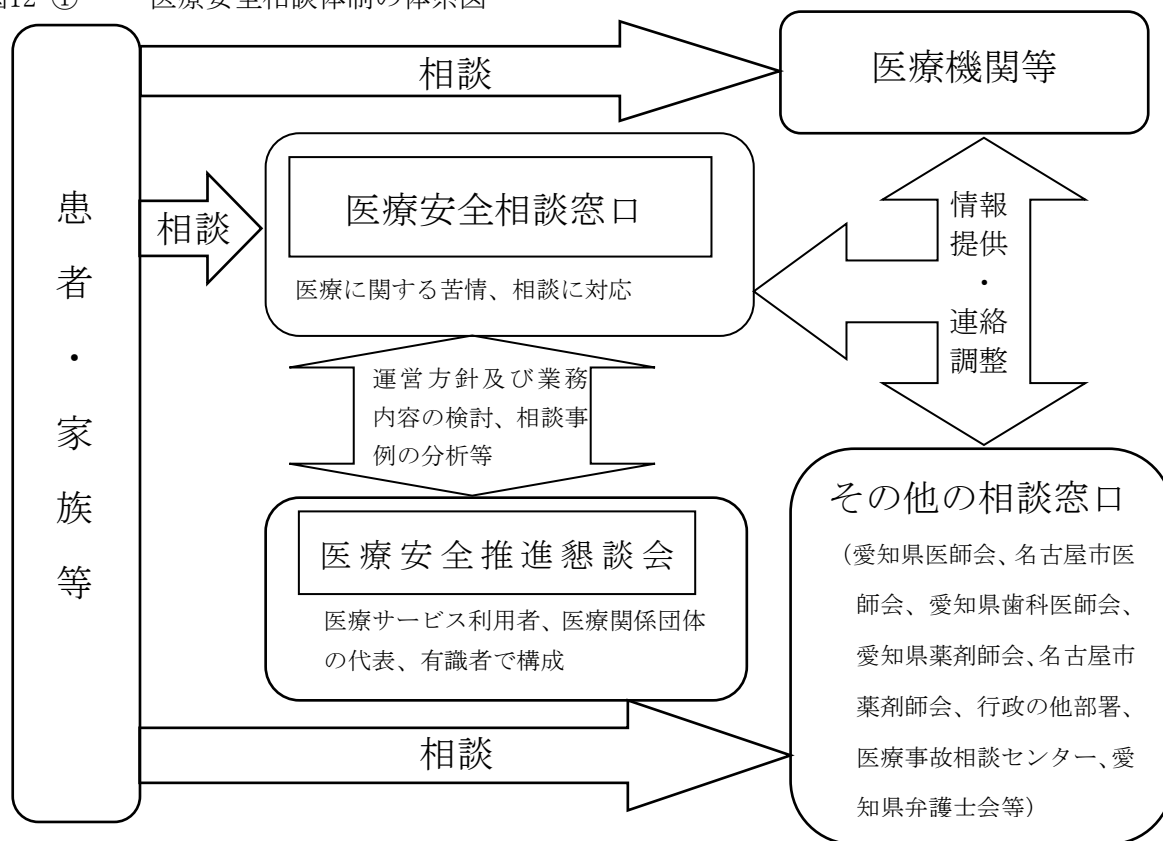 図12-① 医療安全相談体制の体系図
相談
医療機関等
患者・家族等
相談
医療安全相談窓口
医療に関する苦情、相談に対応
情報
提供
・
連絡
調整
運営方針及び業務
内容の検討、相談事
例の分析等
医療安全推進懇談会
医療サービス利用者、医療関係団体
の代表、有識者で構成
その他の相談窓口
(愛知県医師会、名古屋市医
師会、愛知県歯科医師会、
愛知県薬剤師会、名古屋市
薬剤師会、行政の他部署、
医療事故相談センター、愛
知県弁護士会等)
相談